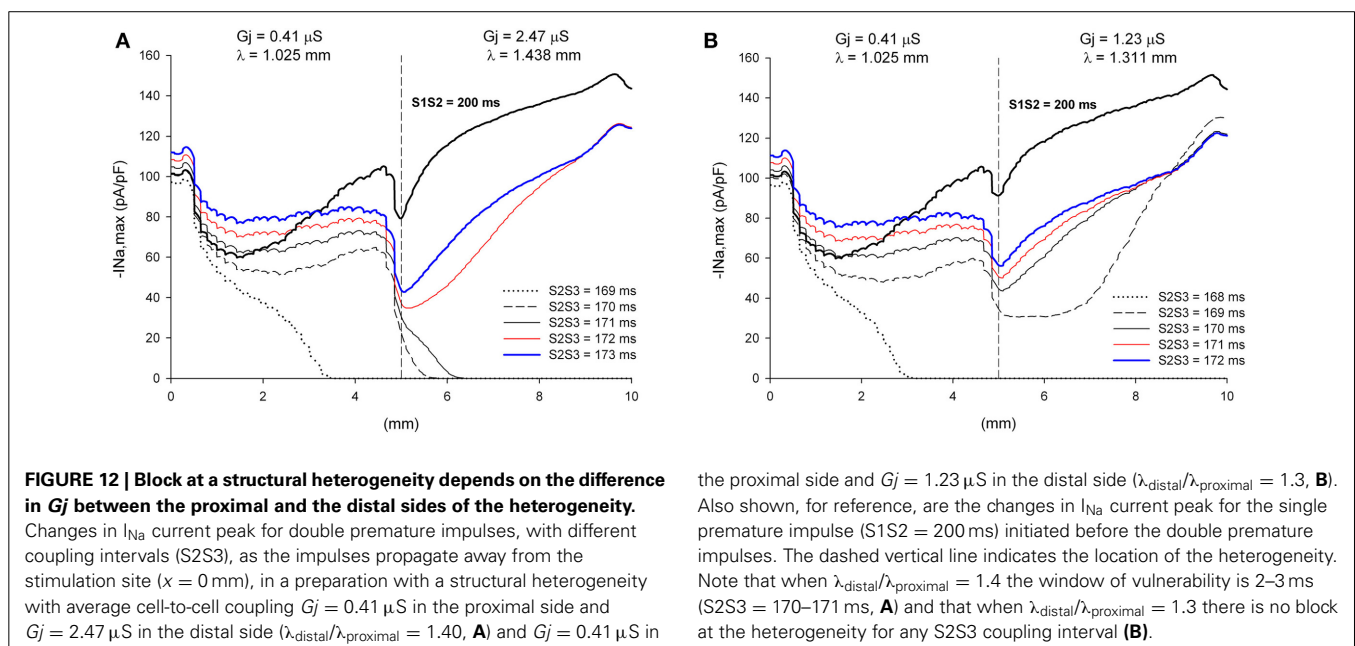 A
Gj = 0.41 µS
λ = 1.025 mm
Gj = 2.47 µS
λ = 1.438 mm
S1S2 = 200 ms
-INa,max (pA/pF)
160
140
120
100
80
60
40
20
0
0
2
4
6
8
10
(mm)
S2S3 = 169 ms
S2S3 = 170 ms
S2S3 = 171 ms
S2S3 = 172 ms
S2S3 = 173 ms
B
Gj = 0.41 µS
λ = 1.025 mm
Gj = 1.23 µS
λ = 1.311 mm
S1S2 = 200 ms
-INa,max (pA/pF)
160
140
120
100
80
60
40
20
0
0
2
4
6
8
10
(mm)
S2S3 = 168 ms
S2S3 = 169 ms
S2S3 = 170 ms
S2S3 = 171 ms
S2S3 = 172 ms
FIGURE 12 | Block at a structural heterogeneity depends on the difference
in Gj between the proximal and the distal sides of the heterogeneity.
Changes in INa current peak for double premature impulses, with different
coupling intervals (S2S3), as the impulses propagate away from the
stimulation site (x = 0 mm), in a preparation with a structural heterogeneity
with average cell-to-cell coupling Gj = 0.41 µS in the proximal side and
Gj = 2.47 µS in the distal side (λdistal/λproximal = 1.40, A) and Gj = 0.41 µS in
the proximal side and Gj = 1.23 µS in the distal side (λdistal/λproximal = 1.3, B).
Also shown, for reference, are the changes in INa current peak for the single
premature impulse (S1S2 = 200 ms) initiated before the double premature
impulses. The dashed vertical line indicates the location of the heterogeneity.
Note that when λdistal/λproximal = 1.4 the window of vulnerability is 2–3 ms
(S2S3 = 170–171 ms, A) and that when λdistal/λproximal = 1.3 there is no block
at the heterogeneity for any S2S3 coupling interval (B).